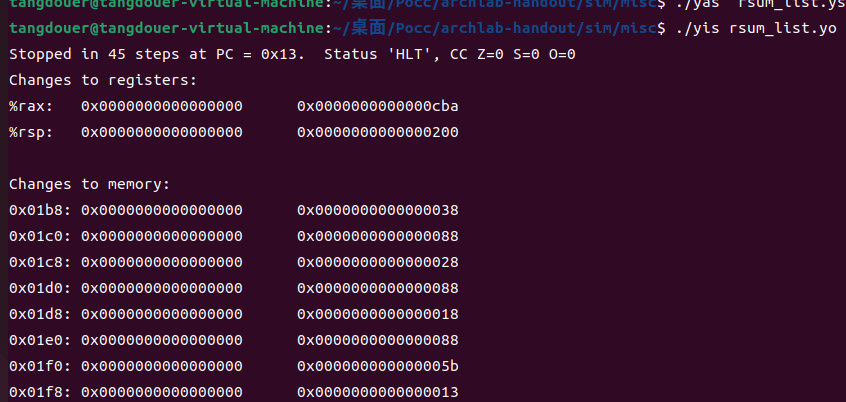 tangdouer@tangdouer-virtual-machine:~/桌面/Pocc/archlab-handout/sim/misc$ ./yas  rsum_list.ys
tangdouer@tangdouer-virtual-machine:~/桌面/Pocc/archlab-handout/sim/misc$ ./yis rsum_list.yo
Stopped in 45 steps at PC = 0x13.  Status 'HLT', CC Z=0 S=0 O=0
Changes to registers:
%rax:   0x0000000000000000      0x0000000000000cba
%rsp:   0x0000000000000000      0x0000000000000200
Changes to memory:
0x01b8: 0x0000000000000000      0x0000000000000038
0x01c0: 0x0000000000000000      0x0000000000000088
0x01c8: 0x0000000000000000      0x0000000000000028
0x01d0: 0x0000000000000000      0x0000000000000088
0x01d8: 0x0000000000000000      0x0000000000000018
0x01e0: 0x0000000000000000      0x0000000000000088
0x01f0: 0x0000000000000000      0x000000000000005b
0x01f8: 0x0000000000000000      0x0000000000000013